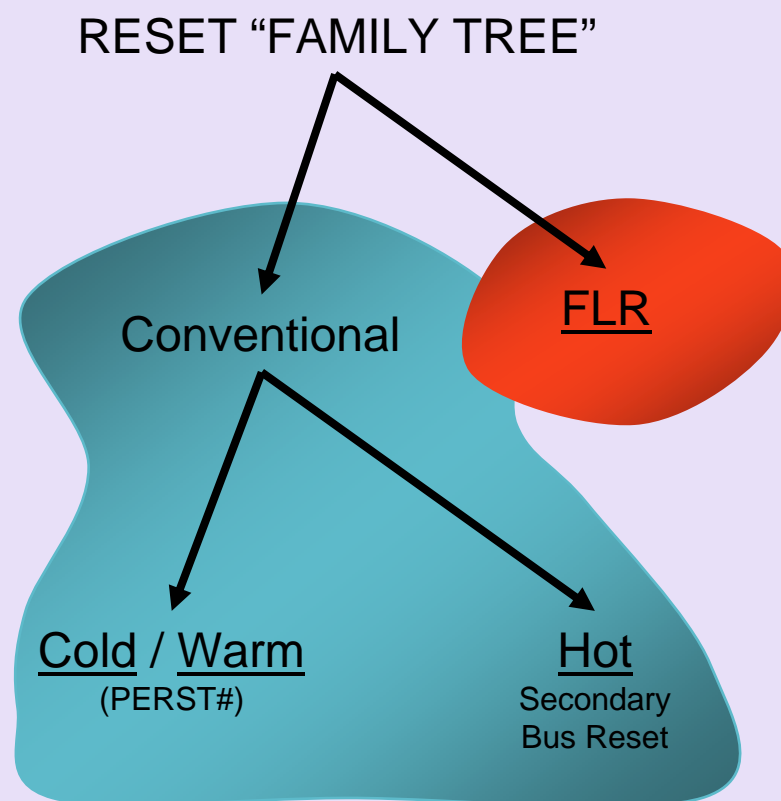 RESET “FAMILY TREE”
FLR
Conventional
Cold / Warm
(PERST#)
Hot
Secondary
Bus Reset